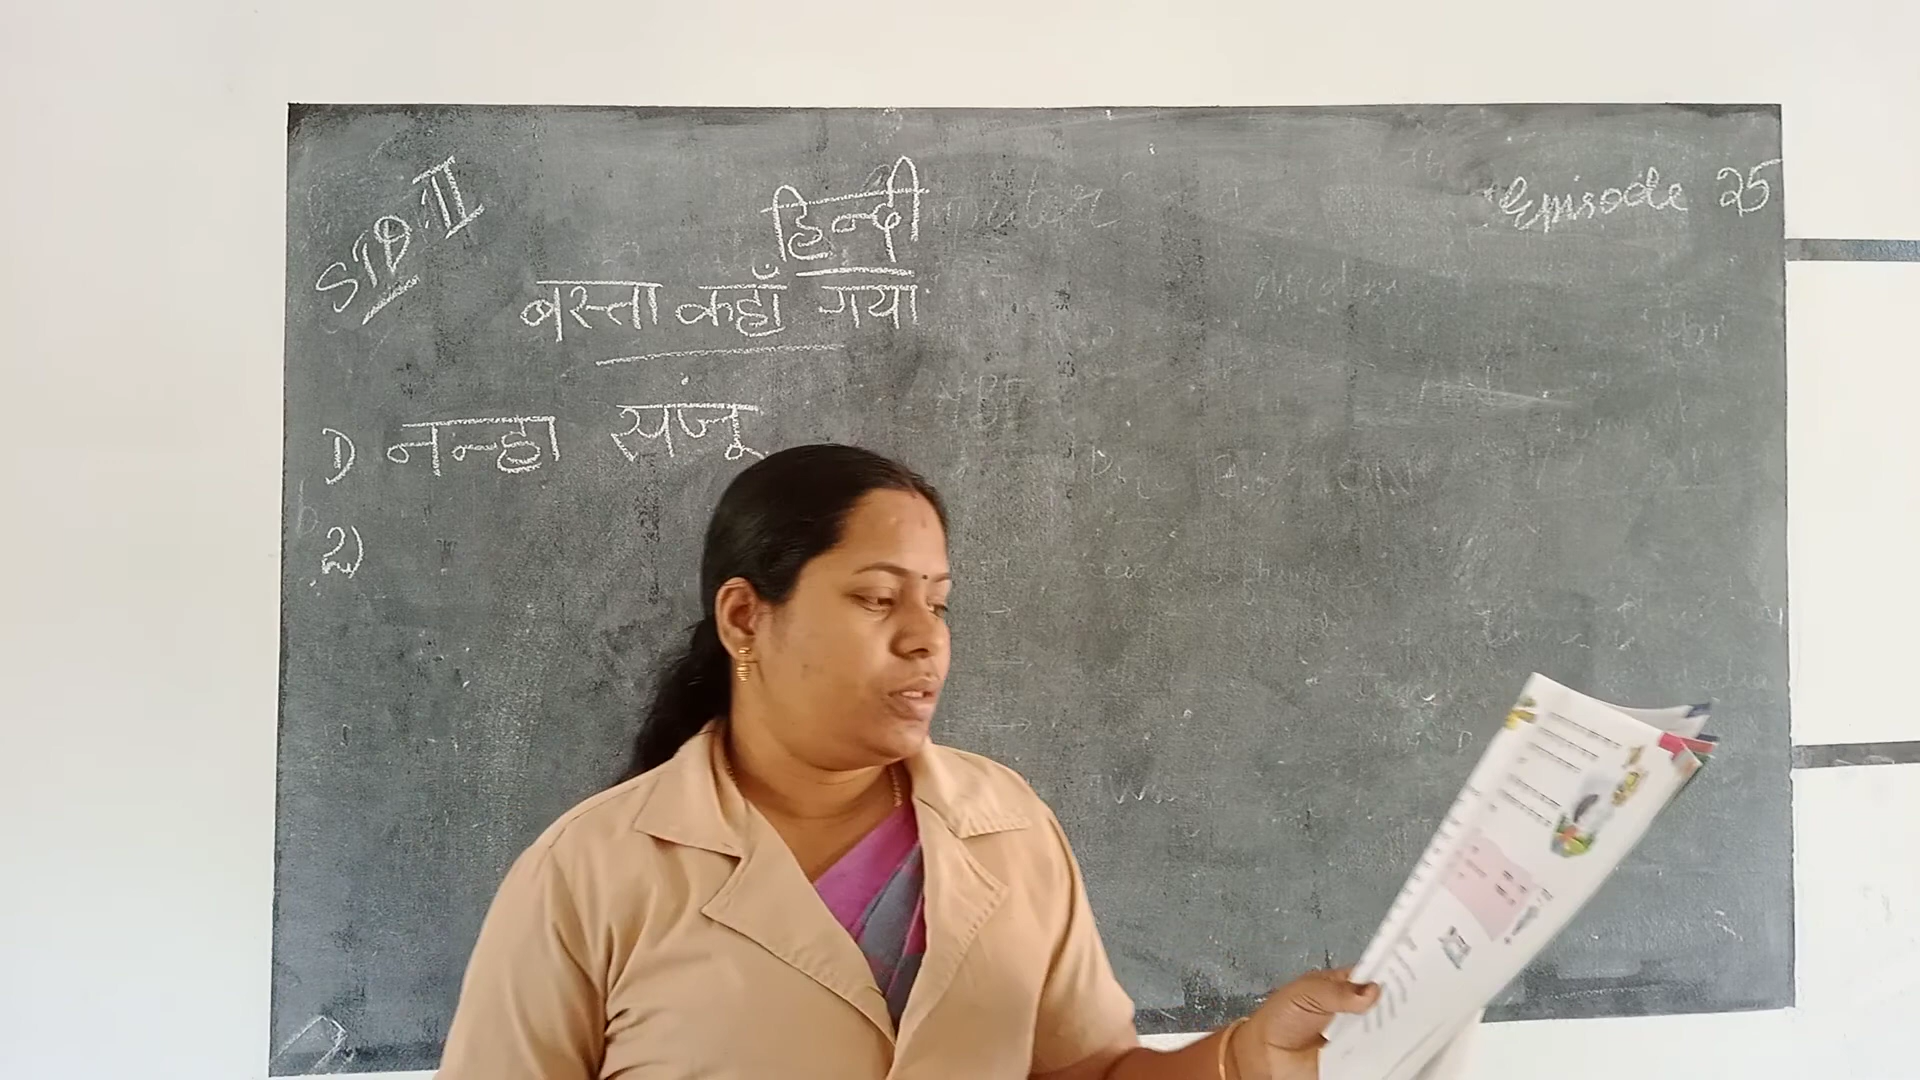 STD II
हिन्दी
Episode 25
बस्ता कहाँ गया
1) नन्हा संजू
2)